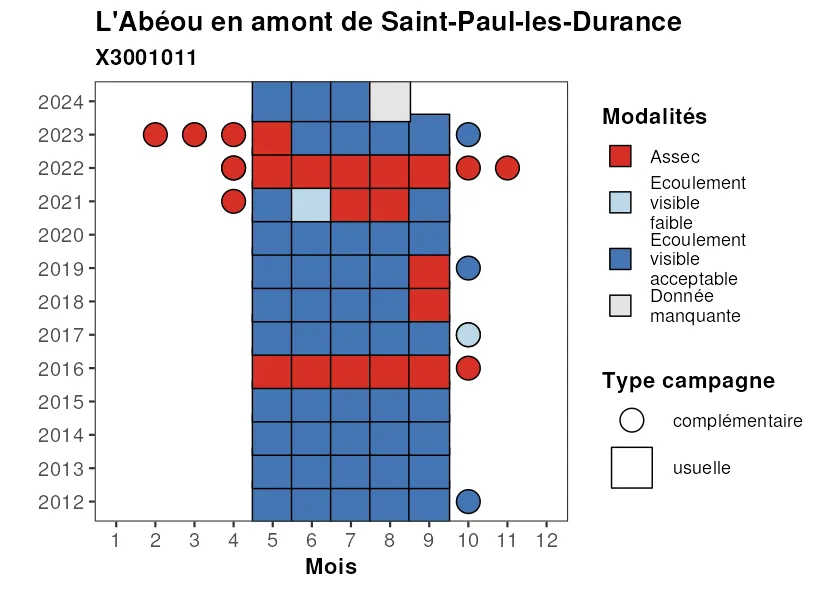 L'Abéou en amont de Saint-Paul-les-Durance
X3001011
2024
2023
2022
2021
2020
2019
2018
2017
2016
2015
2014
2013
2012
1 2 3 4 5 6 7 8 9 10 11 12
Mois
Modalités
Assec
Ecoulement
visible
faible
Ecoulement
visible
acceptable
Donnée
manquante
Type campagne
complémentaire
usuelle